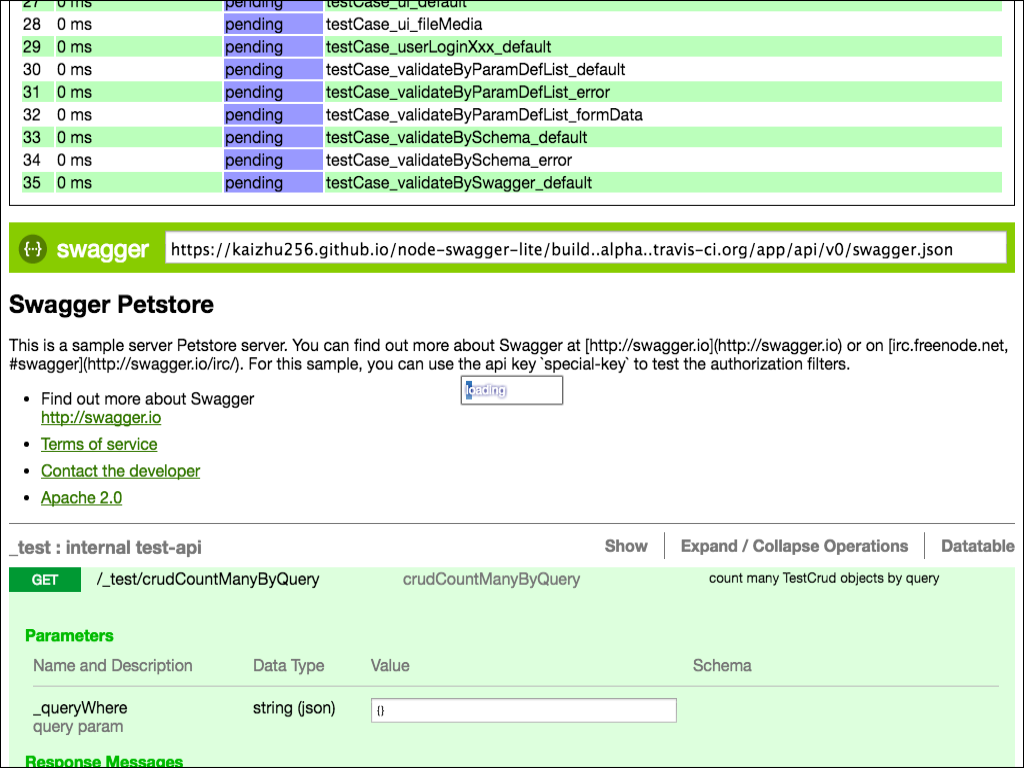 27 0 ms pending testCase_ui_default
28 0 ms pending testCase_ui_fileMedia
29 0 ms pending testCase_userLoginXxx_default
30 0 ms pending testCase_validateByParamDefList_default
31 0 ms pending testCase_validateByParamDefList_error
32 0 ms pending testCase_validateByParamDefList_formData
33 0 ms pending testCase_validateBySchema_default
34 0 ms pending testCase_validateBySchema_error
35 0 ms pending testCase_validateBySwagger_default
{···} swagger https://kaizhu256.github.io/node-swagger-lite/build..alpha..travis-ci.org/app/api/v0/swagger.json
Swagger Petstore
This is a sample server Petstore server. You can find out more about Swagger at [http://swagger.io](http://swagger.io) or on [irc.freenode.net,
#swagger](http://swagger.io/irc/). For this sample, you can use the api key `special-key` to test the authorization filters.
loading
• Find out more about Swagger
http://swagger.io
• Terms of service
• Contact the developer
• Apache 2.0
_test : internal test-api Show Expand / Collapse Operations Datatable
GET /_test/crudCountManyByQuery crudCountManyByQuery count many TestCrud objects by query
Parameters
Name and Description Data Type Value Schema
_queryWhere string (json) {}
query param
Response Messages